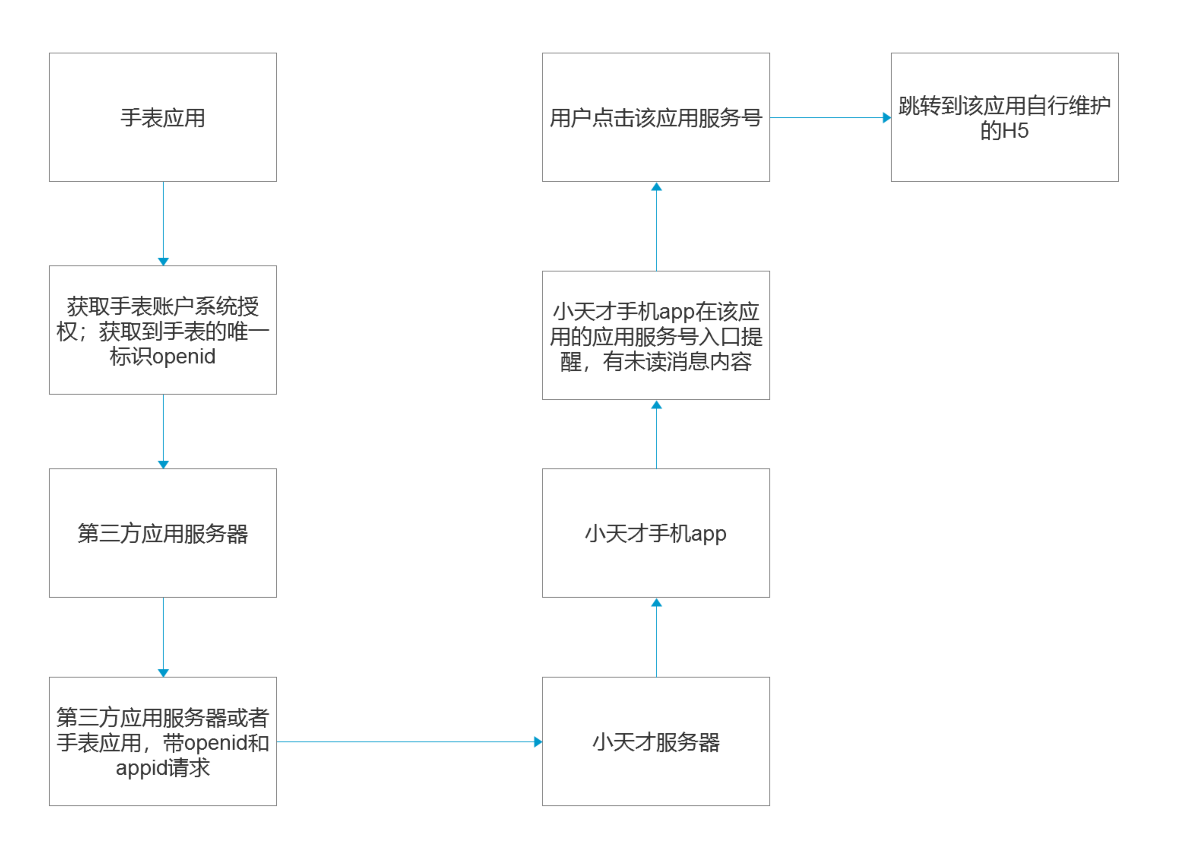 手表应用
获取手表账户系统授
权；获取到手表的唯一
标识openid
第三方应用服务器
第三方应用服务器或者
手表应用，带openid和
appid请求
小天才服务器
小天才手机app
小天才手机app在该应
用的应用服务号入口提
醒，有未读消息内容
用户点击该应用服务号
跳转到该应用自行维护
的H5